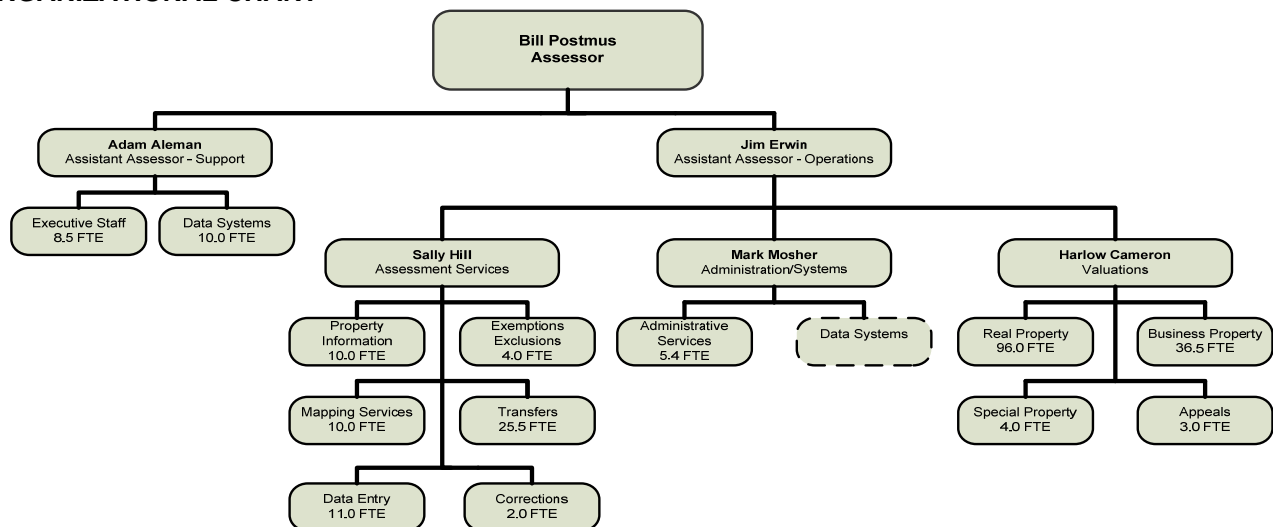 Bill Postmus
Assessor
Adam Aleman
Assistant Assessor - Support
Jim Erwin
Assistant Assessor - Operations
Executive Staff
8.5 FTE
Data Systems
10.0 FTE
Sally Hill
Assessment Services
Mark Mosher
Administration/Systems
Harlow Cameron
Valuations
Property
Information
10.0 FTE
Exemptions
Exclusions
4.0 FTE
Administrative
Services
5.4 FTE
Data Systems
Real Property
96.0 FTE
Business Property
36.5 FTE
Mapping Services
10.0 FTE
Transfers
25.5 FTE
Special Property
4.0 FTE
Appeals
3.0 FTE
Data Entry
11.0 FTE
Corrections
2.0 FTE